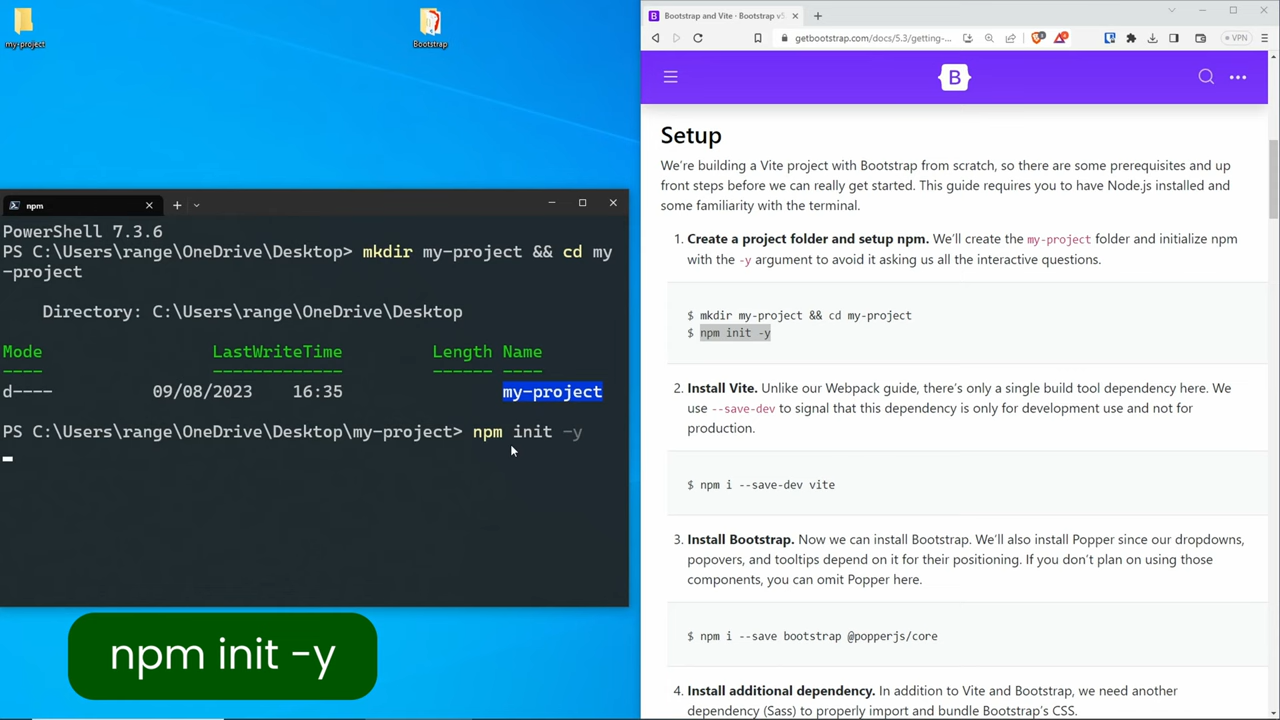 my-project
Bootstrap
npm
PowerShell 7.3.6
PS C:\Users\range\OneDrive\Desktop> mkdir my-project && cd my
-project
Directory: C:\Users\range\OneDrive\Desktop
Mode LastWriteTime Length Name
---- ------------- ------ ----
d---- 09/08/2023 16:35 my-project
PS C:\Users\range\OneDrive\Desktop\my-project> npm init -y
npm init -y
Bootstrap and Vite · Bootstrap v5
getbootstrap.com/docs/5.3/getting-...
VPN
B
Setup
We're building a Vite project with Bootstrap from scratch, so there are some prerequisites and up
front steps before we can really get started. This guide requires you to have Node.js installed and
some familiarity with the terminal.
1. Create a project folder and setup npm. We'll create the my-project folder and initialize npm
with the -y argument to avoid it asking us all the interactive questions.
$ mkdir my-project && cd my-project
$ npm init -y
2. Install Vite. Unlike our Webpack guide, there's only a single build tool dependency here. We
use --save-dev to signal that this dependency is only for development use and not for
production.
$ npm i --save-dev vite
3. Install Bootstrap. Now we can install Bootstrap. We'll also install Popper since our dropdowns,
popovers, and tooltips depend on it for their positioning. If you don't plan on using those
components, you can omit Popper here.
$ npm i --save bootstrap @popperjs/core
4. Install additional dependency. In addition to Vite and Bootstrap, we need another
dependency (Sass) to properly import and bundle Bootstrap's CSS.